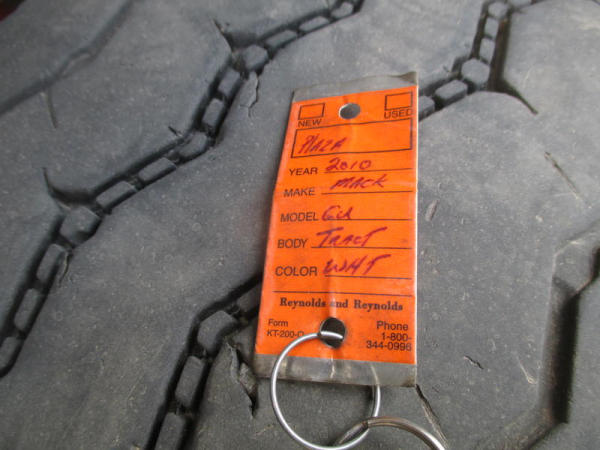 NEW USED
PlAZA
YEAR 2010
MAKE MACK
MODEL CU
BODY TRACT
COLOR WHT
Reynolds and Reynolds
Form Phone
KT-200-O 1-800-
344-0996